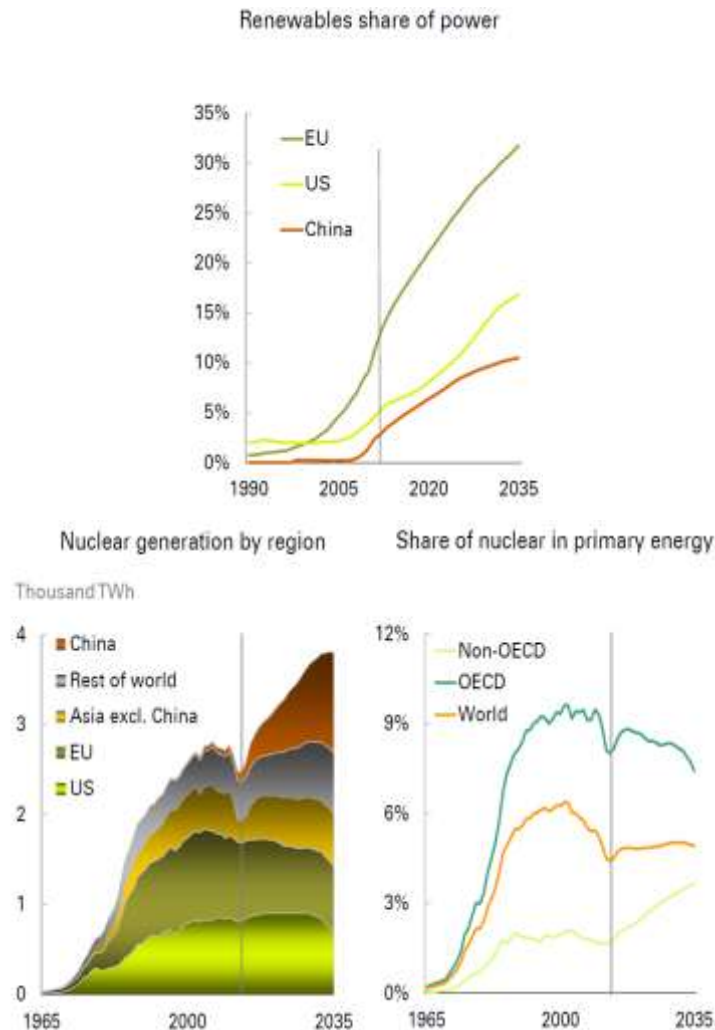 Renewables share of power
35%
30%
25%
20%
15%
10%
5%
0%
EU
US
China
1990 2005 2020 2035
Nuclear generation by region
Thousand TWh
4
3
2
1
0
China
Rest of world
Asia excl. China
EU
US
1965 2000 2035
Share of nuclear in primary energy
12%
9%
6%
3%
0%
Non-OECD
OECD
World
1965 2000 2035